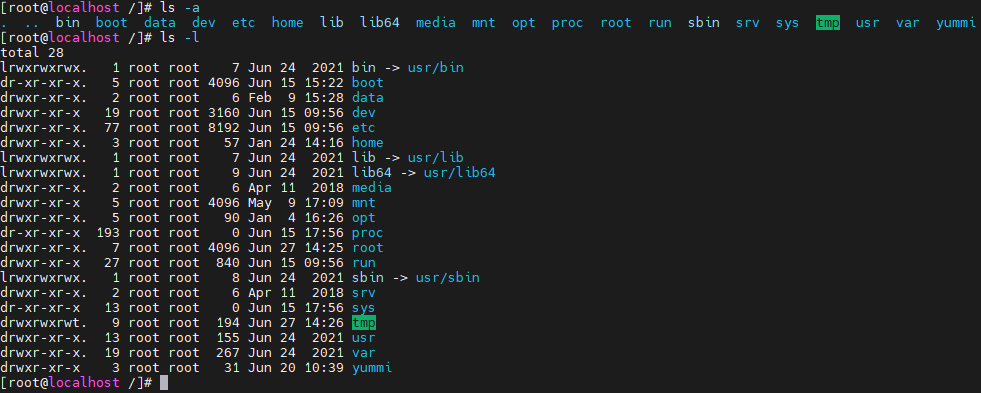 [root@localhost /]# ls -a
. .. bin boot data dev etc home lib lib64 media mnt opt proc root run sbin srv sys tmp usr var yummi
[root@localhost /]# ls -l
total 28
lrwxrwxrwx. 1 root root 7 Jun 24 2021 bin -> usr/bin
dr-xr-xr-x. 5 root root 4096 Jun 15 15:22 boot
drwxr-xr-x. 2 root root 6 Feb 9 15:28 data
drwxr-xr-x 19 root root 3160 Jun 15 09:56 dev
drwxr-xr-x. 77 root root 8192 Jun 15 09:56 etc
drwxr-xr-x. 3 root root 57 Jan 24 14:16 home
lrwxrwxrwx. 1 root root 7 Jun 24 2021 lib -> usr/lib
lrwxrwxrwx. 1 root root 9 Jun 24 2021 lib64 -> usr/lib64
drwxr-xr-x. 2 root root 6 Apr 11 2018 media
drwxr-xr-x 5 root root 4096 May 9 17:09 mnt
drwxr-xr-x. 5 root root 90 Jan 4 16:26 opt
dr-xr-xr-x 193 root root 0 Jun 15 17:56 proc
drwxr-xr-x. 7 root root 4096 Jun 27 14:25 root
drwxr-xr-x 27 root root 840 Jun 15 09:56 run
lrwxrwxrwx. 1 root root 8 Jun 24 2021 sbin -> usr/sbin
drwxr-xr-x. 2 root root 6 Apr 11 2018 srv
dr-xr-xr-x 13 root root 0 Jun 15 17:56 sys
drwxrwxrwt. 9 root root 194 Jun 27 14:26 tmp
drwxr-xr-x. 13 root root 155 Jun 24 2021 usr
drwxr-xr-x. 19 root root 267 Jun 24 2021 var
drwxr-xr-x 3 root root 31 Jun 20 10:39 yummi
[root@localhost /]#